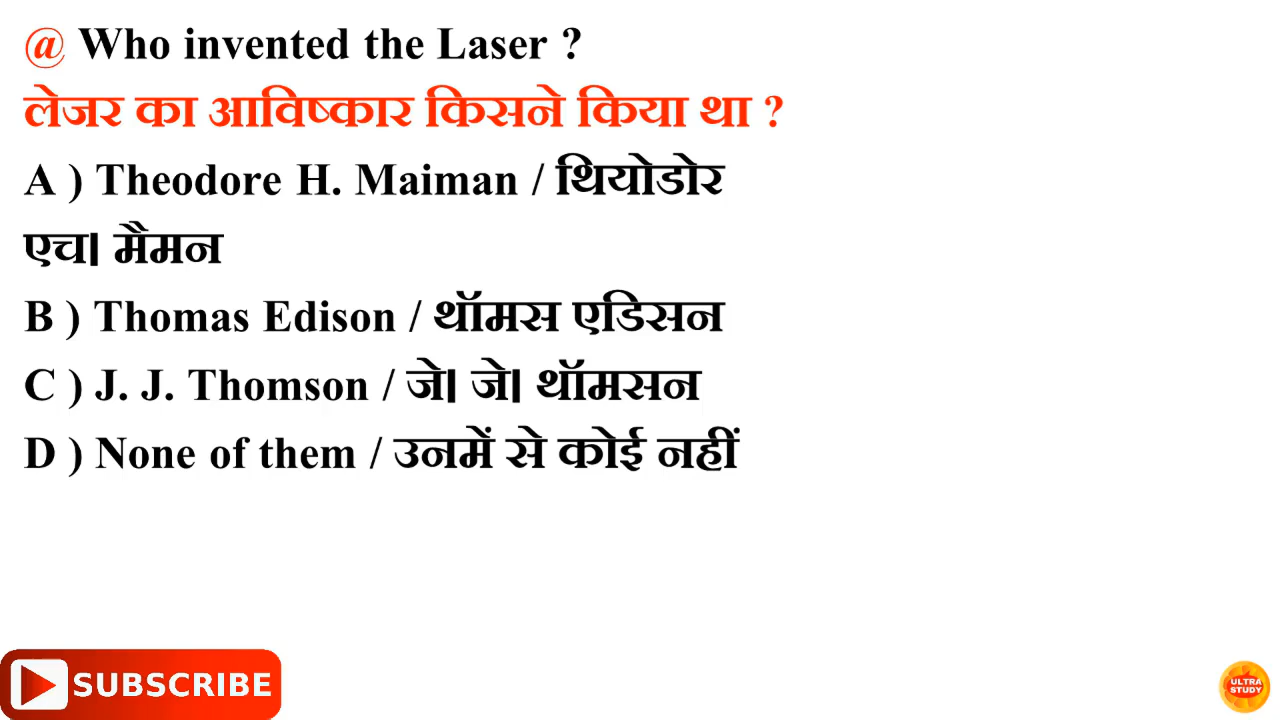 @ Who invented the Laser ?
लेजर का आविष्कार किसने किया था ?
A ) Theodore H. Maiman / थियोडोर
एच। मैमन
B ) Thomas Edison / थॉमस एडिसन
C ) J. J. Thomson / जे। जे। थॉमसन
D ) None of them / उनमें से कोई नहीं
SUBSCRIBE
ULTRA
STUDY